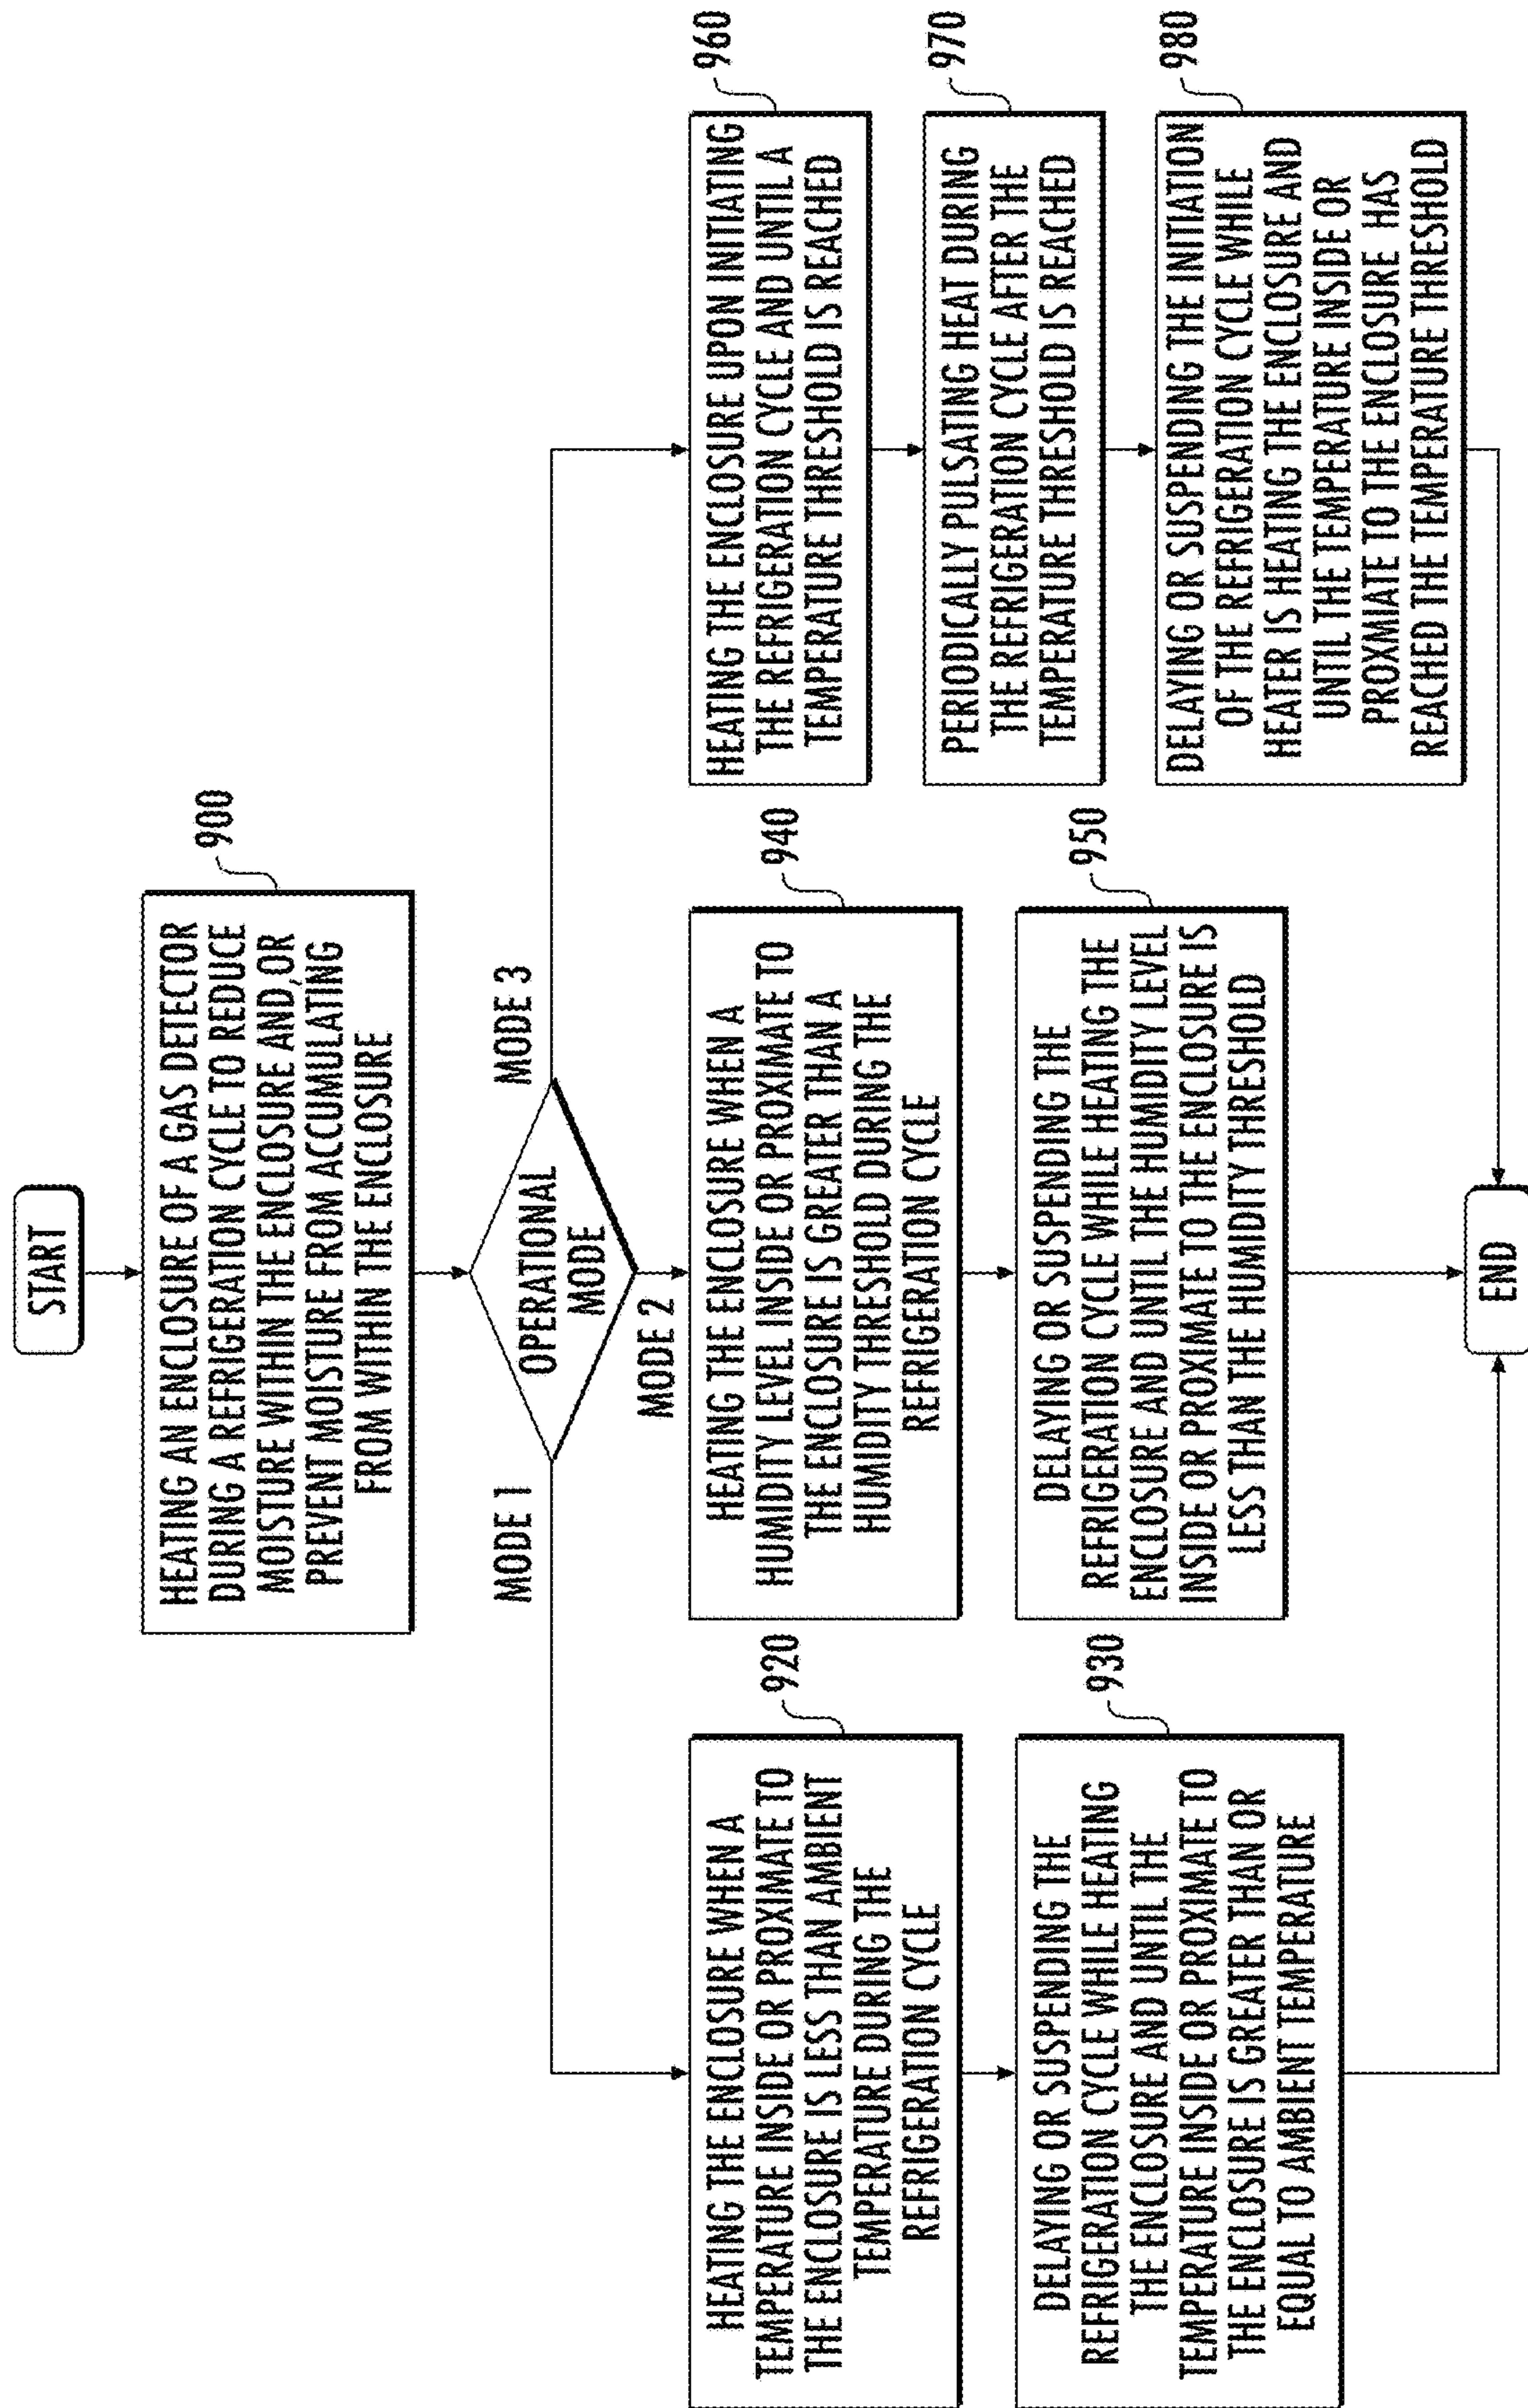 START
HEATING AN ENCLOSURE OF A GAS DETECTOR
DURING A REFRIGERATION CYCLE TO REDUCE
MOISTURE WITHIN THE ENCLOSURE AND/OR
PREVENT MOISTURE FROM ACCUMULATING
FROM WITHIN THE ENCLOSURE
900
OPERATIONAL
MODE
MODE 1
MODE 2
MODE 3
HEATING THE ENCLOSURE WHEN A
TEMPERATURE INSIDE OR PROXIMATE TO
THE ENCLOSURE IS LESS THAN AMBIENT
TEMPERATURE DURING THE
REFRIGERATION CYCLE
920
DELAYING OR SUSPENDING THE
REFRIGERATION CYCLE WHILE HEATING
THE ENCLOSURE AND UNTIL THE
TEMPERATURE INSIDE OR PROXIMATE TO
THE ENCLOSURE IS GREATER THAN OR
EQUAL TO AMBIENT TEMPERATURE
930
HEATING THE ENCLOSURE WHEN A
HUMIDITY LEVEL INSIDE OR PROXIMATE TO
THE ENCLOSURE IS GREATER THAN A
HUMIDITY THRESHOLD DURING THE
REFRIGERATION CYCLE
940
DELAYING OR SUSPENDING THE
REFRIGERATION CYCLE WHILE HEATING THE
ENCLOSURE AND UNTIL THE HUMIDITY LEVEL
INSIDE OR PROXIMATE TO THE ENCLOSURE IS
LESS THAN THE HUMIDITY THRESHOLD
950
HEATING THE ENCLOSURE UPON INITIATING
THE REFRIGERATION CYCLE AND UNTIL A
TEMPERATURE THRESHOLD IS REACHED
960
PERIODICALLY PULSATING HEAT DURING
THE REFRIGERATION CYCLE AFTER THE
TEMPERATURE THRESHOLD IS REACHED
970
DELAYING OR SUSPENDING THE INITIATION
OF THE REFRIGERATION CYCLE WHILE
HEATER IS HEATING THE ENCLOSURE AND
UNTIL THE TEMPERATURE INSIDE OR
PROXMIATE TO THE ENCLOSURE HAS
REACHED THE TEMPERATURE THRESHOLD
980
END